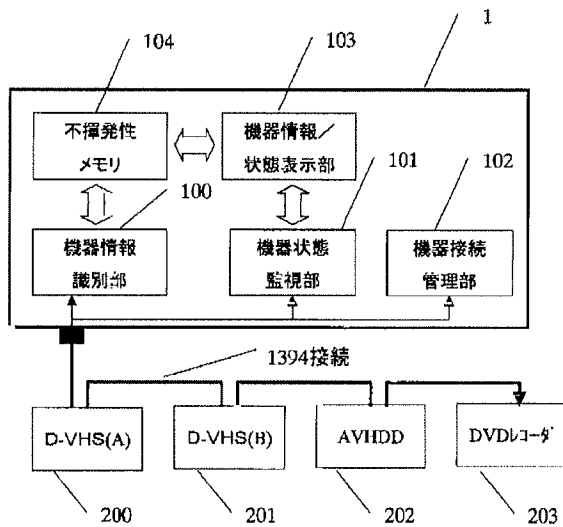 1
104
103
不揮発性
メモリ
機器情報／
状態表示部
100
101
102
機器情報
識別部
機器状態
監視部
機器接続
管理部
1394接続
D-VHS(A)
D-VHS(B)
AVHDD
DVDﾚｺｰﾀﾞ
200
201
202
203